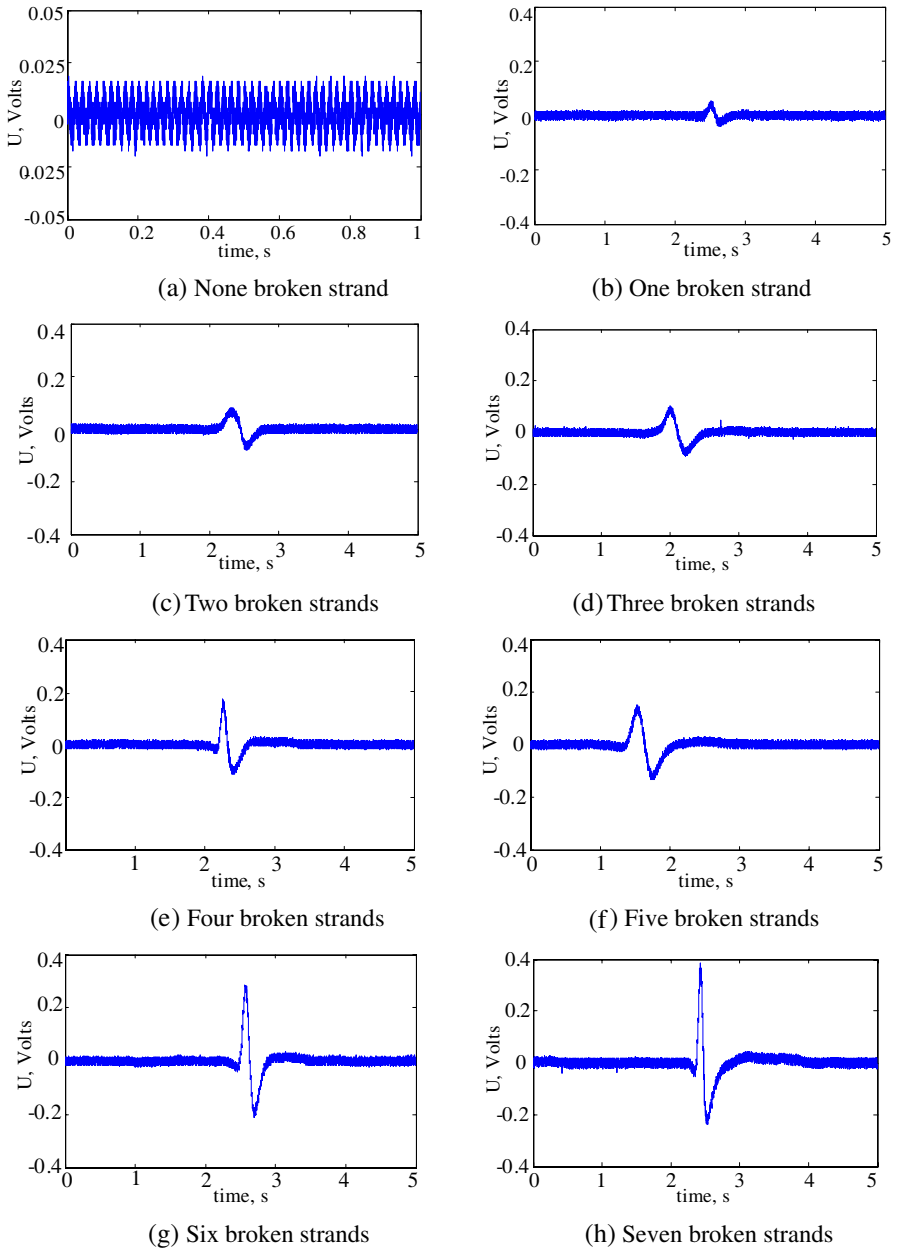 0.05
0.025
0
0.025
-0.05
U, Volts
0 0.2 0.4 0.6 0.8 1
time, s
(a) None broken strand
0.4
0.2
0
-0.2
-0.4
U, Volts
0 1 2 3 4 5
time, s
(b) One broken strand
0.4
0.2
0
-0.2
-0.4
U, Volts
0 1 2 3 4 5
time, s
(c) Two broken strands
0.4
0.2
0
-0.2
-0.4
U, Volts
0 1 2 3 4 5
time, s
(d) Three broken strands
0.4
0.2
0
-0.2
-0.4
U, Volts
1 2 3 4 5
time, s
(e) Four broken strands
0.4
0.2
0
-0.2
-0.4
U, Volts
0 1 2 3 4 5
time, s
(f) Five broken strands
0.4
0.2
0
-0.2
-0.4
U, Volts
0 1 2 3 4 5
time, s
(g) Six broken strands
0.4
0.2
0
-0.2
-0.4
U, Volts
0 1 2 3 4 5
time, s
(h) Seven broken strands